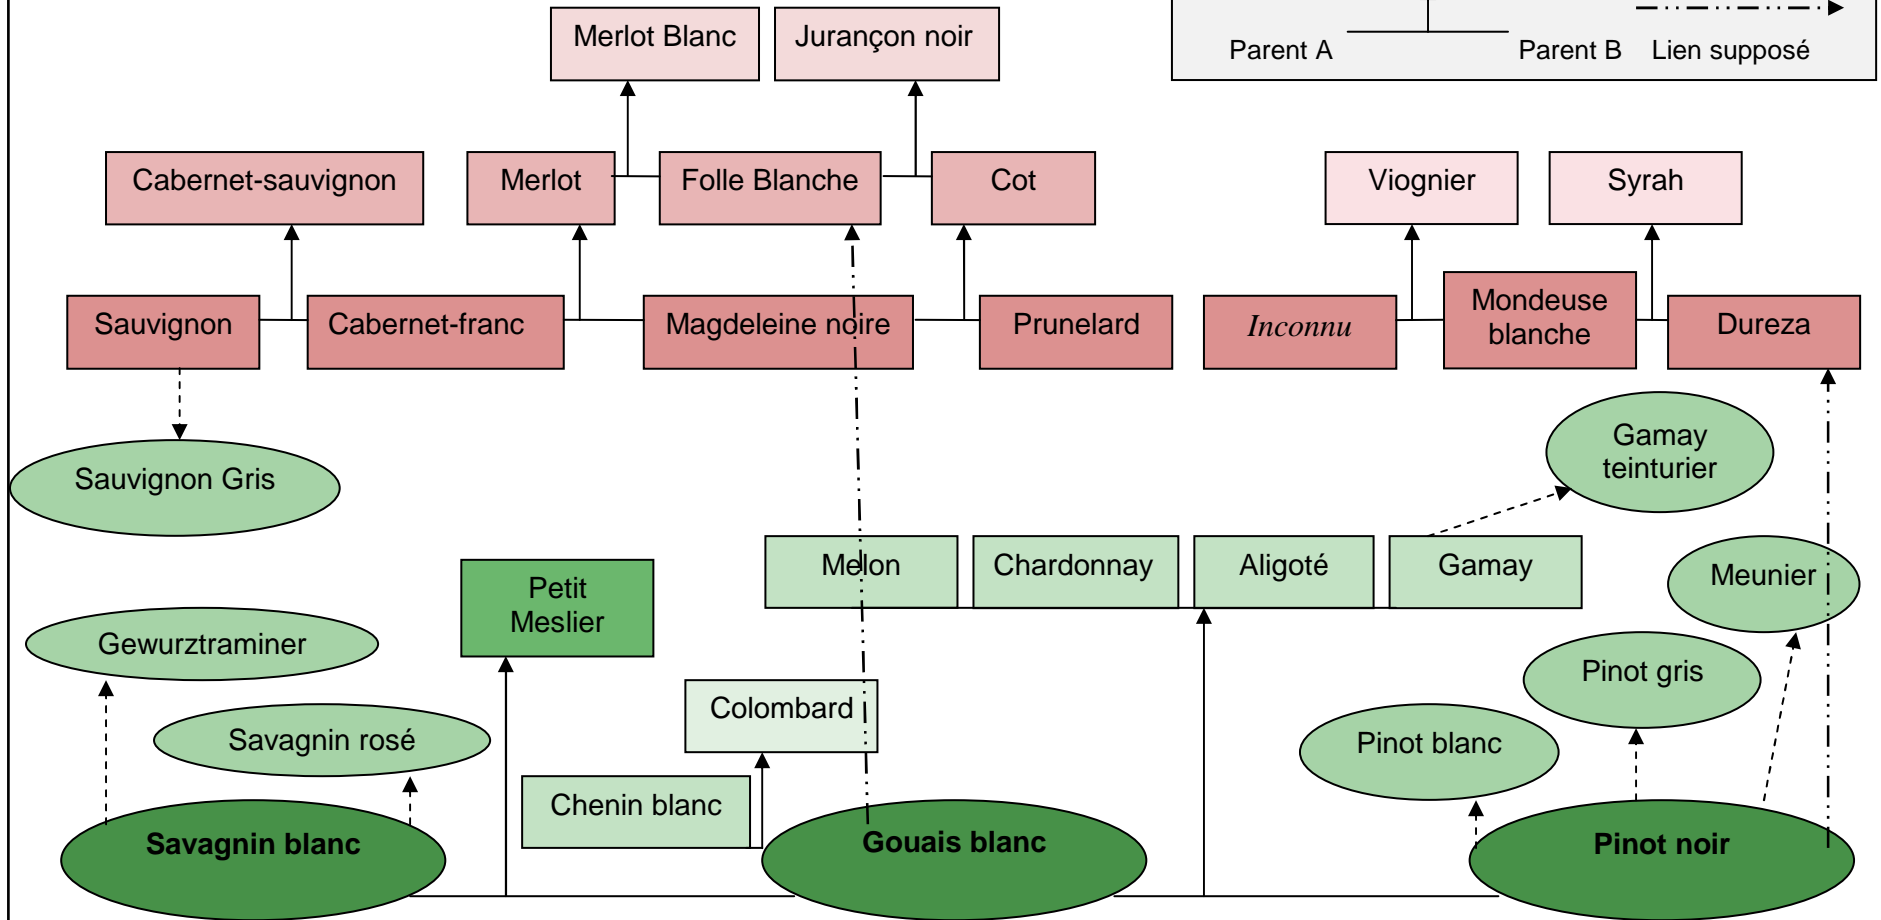 Merlot Blanc
Jurançon noir
Parent A
Parent B
Lien supposé
Cabernet-sauvignon
Merlot
Folle Blanche
Cot
Viognier
Syrah
Sauvignon
Cabernet-franc
Magdeleine noire
Prunelard
Inconnu
Mondeuse
blanche
Dureza
Sauvignon Gris
Gamay
teinturier
Melon
Chardonnay
Aligoté
Gamay
Meunier
Petit
Meslier
Gewurztraminer
Pinot gris
Colombard
Savagnin rosé
Pinot blanc
Chenin blanc
Savagnin blanc
Gouais blanc
Pinot noir